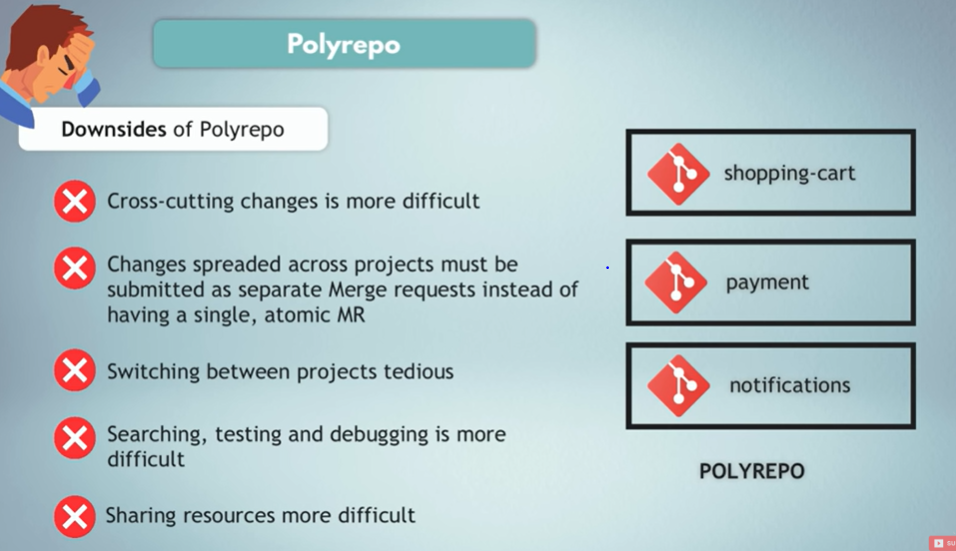 Polyrepo
Downsides of Polyrepo
Cross-cutting changes is more difficult
Changes spreaded across projects must be
submitted as separate Merge requests instead of
having a single, atomic MR
Switching between projects tedious
Searching, testing and debugging is more
difficult
Sharing resources more difficult
shopping-cart
payment
notifications
POLYREPO
SU